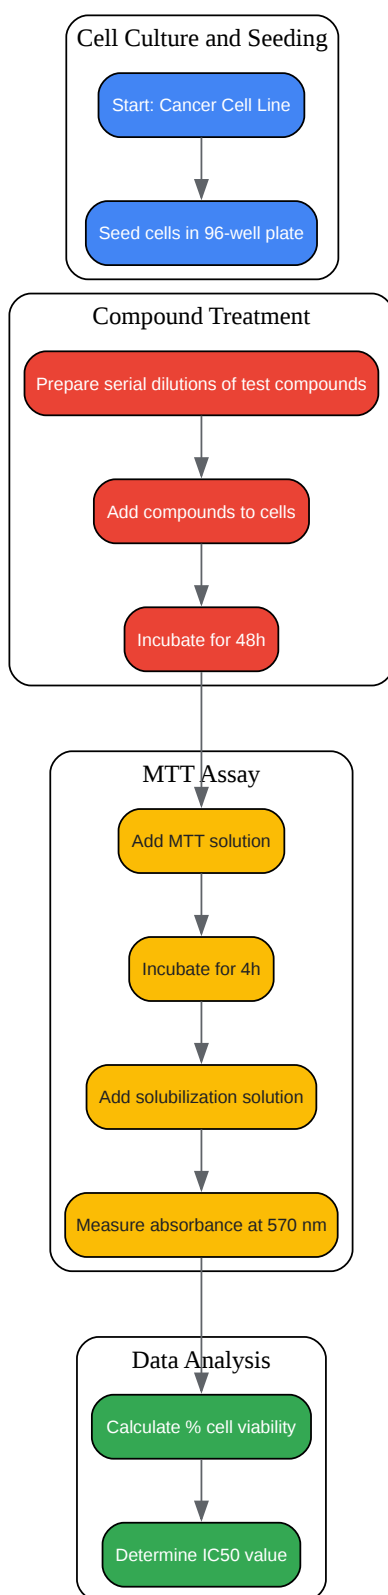 Cell Culture and Seeding
Start: Cancer Cell Line
Seed cells in 96-well plate
Compound Treatment
Prepare serial dilutions of test compounds
Add compounds to cells
Incubate for 48h
MTT Assay
Add MTT solution
Incubate for 4h
Add solubilization solution
Measure absorbance at 570 nm
Data Analysis
Calculate % cell viability
Determine IC50 value